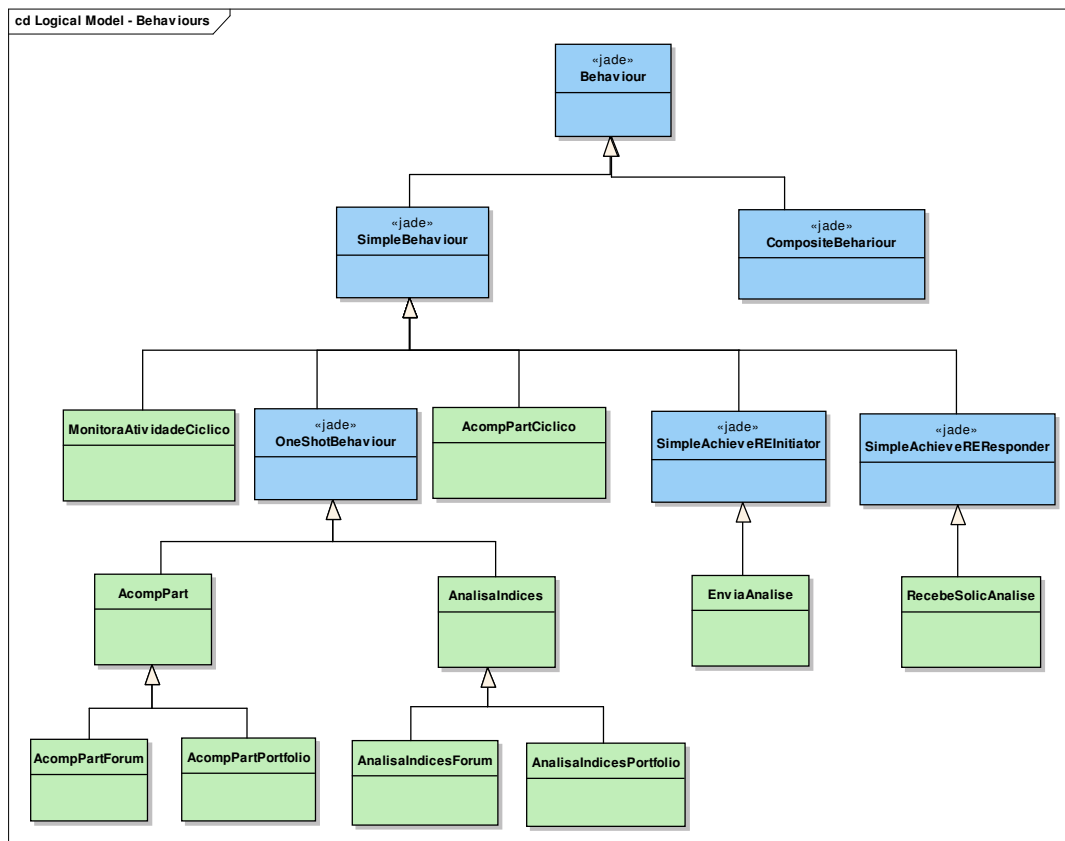 cd Logical Model - Behaviours
«jade»
Behaviour
«jade»
SimpleBehaviour
«jade»
CompositeBehariour
MonitoraAtividadeCiclico
«jade»
OneShotBehaviour
AcompPartCiclico
«jade»
SimpleAchieveREInitiator
«jade»
SimpleAchieveREResponder
AcompPart
AnalisaIndices
EnviaAnalise
RecebeSolicAnalise
AcompPartForum
AcompPartPortfolio
AnalisaIndicesForum
AnalisaIndicesPortfolio